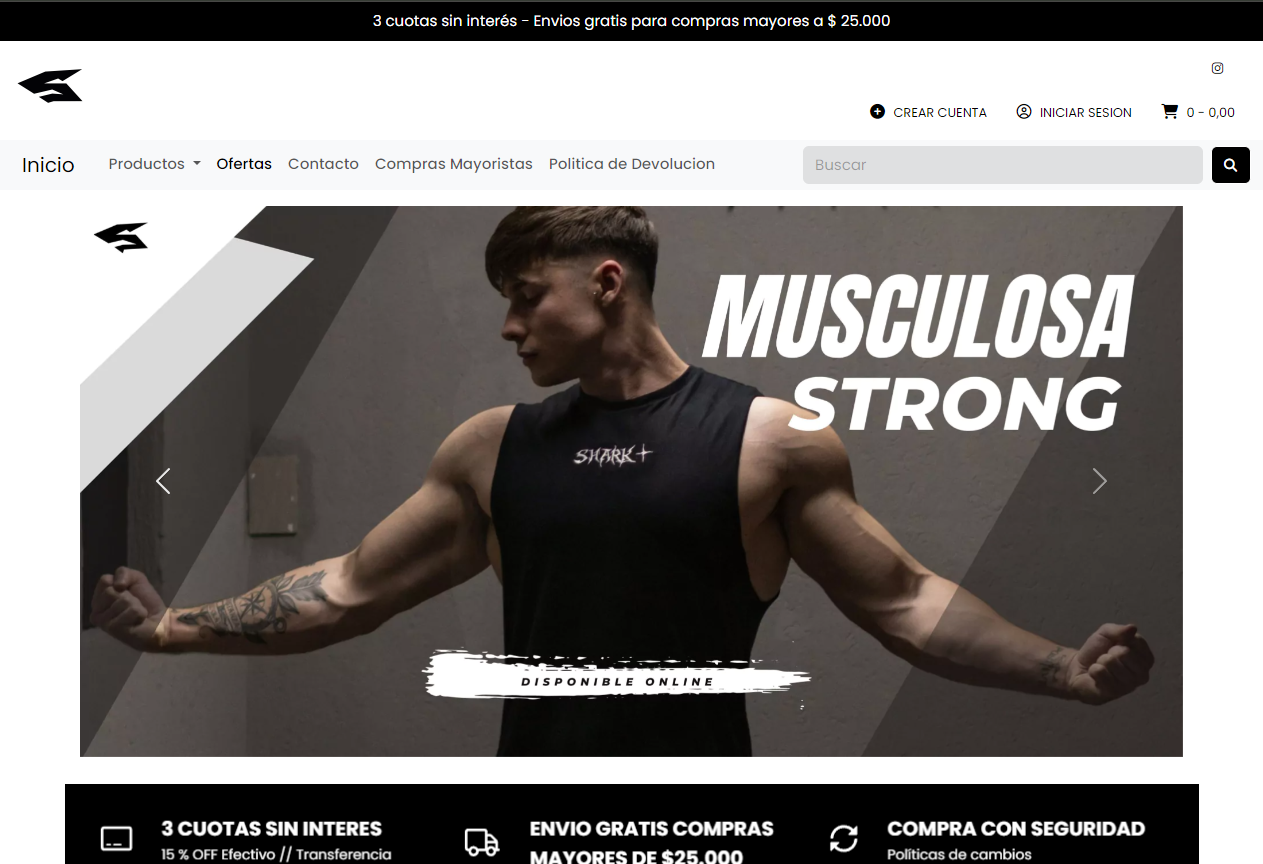 3 cuotas sin interés - Envios gratis para compras mayores a $ 25.000
CREAR CUENTA
INICIAR SESION
0 - 0,00
Inicio
Productos
Ofertas
Contacto
Compras Mayoristas
Politica de Devolucion
Buscar
MUSCULOSA
STRONG
SHARK
DISPONIBLE ONLINE
3 CUOTAS SIN INTERES
15 % OFF Efectivo // Transferencia
ENVIO GRATIS COMPRAS
MAYORES DE $25.000
COMPRA CON SEGURIDAD
Políticas de cambios